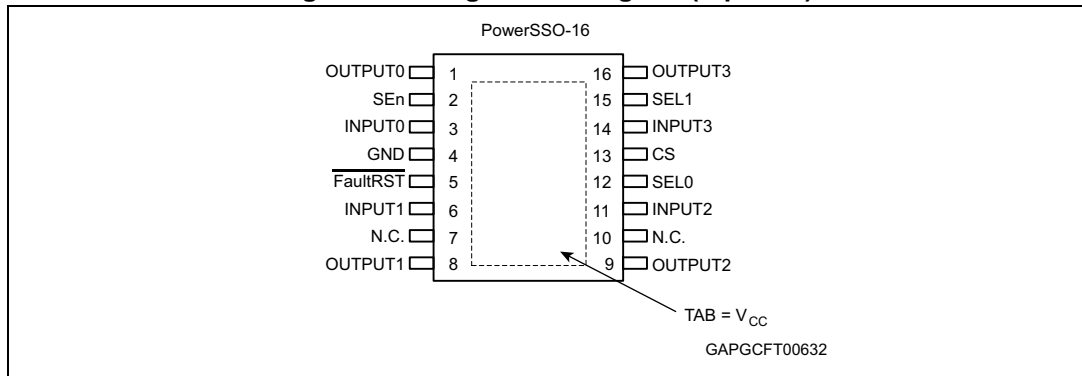 PowerSSO-16
OUTPUT0 1 16 OUTPUT3
SEn 2 15 SEL1
INPUT0 3 14 INPUT3
GND 4 13 CS
FaultRST 5 12 SEL0
INPUT1 6 11 INPUT2
N.C. 7 10 N.C.
OUTPUT1 8 9 OUTPUT2
TAB = VCC
GAPGCFT00632